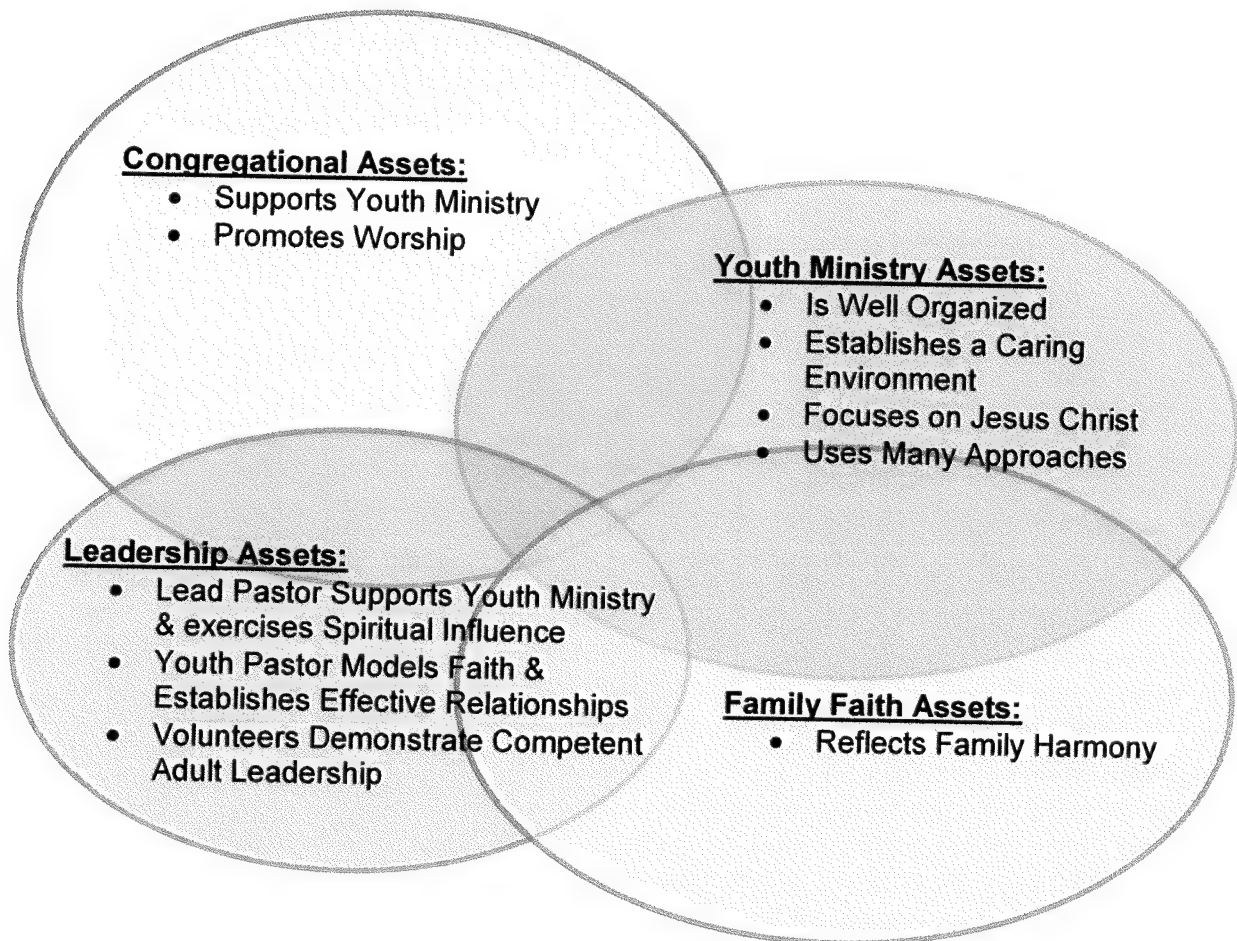 Congregational Assets:
• Supports Youth Ministry
• Promotes Worship
Youth Ministry Assets:
• Is Well Organized
• Establishes a Caring
Environment
• Focuses on Jesus Christ
• Uses Many Approaches
Leadership Assets:
• Lead Pastor Supports Youth Ministry
& exercises Spiritual Influence
• Youth Pastor Models Faith &
Establishes Effective Relationships
• Volunteers Demonstrate Competent
Adult Leadership
Family Faith Assets:
• Reflects Family Harmony